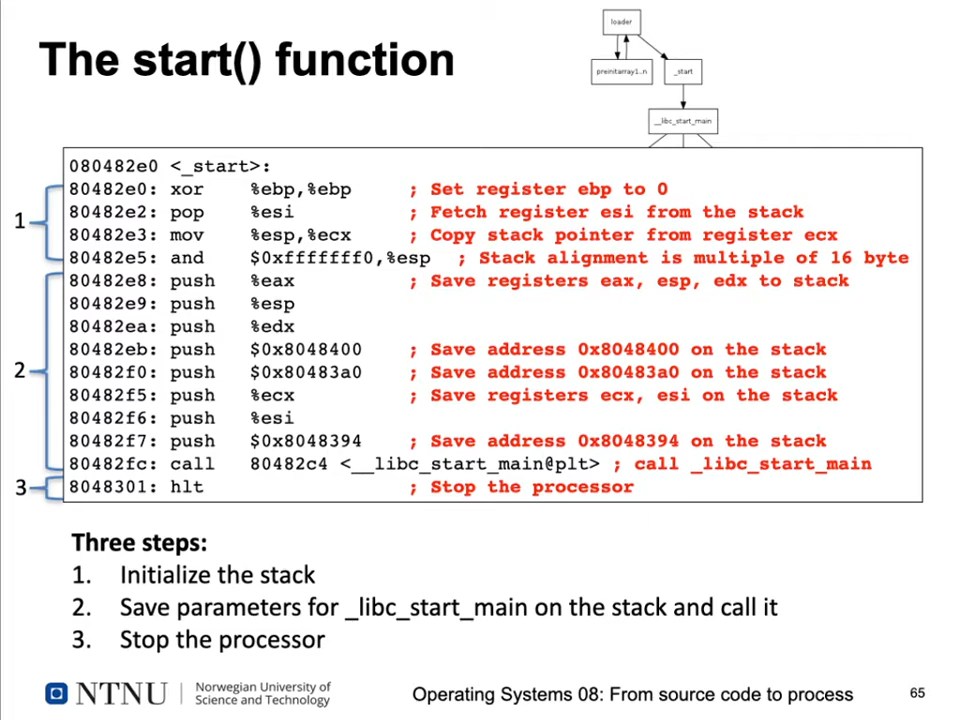 The start() function
loader
preinitarray1..n
_start
__libc_start_main
080482e0 <_start>:
80482e0: xor %ebp,%ebp ; Set register ebp to 0
80482e2: pop %esi ; Fetch register esi from the stack
80482e3: mov %esp,%ecx ; Copy stack pointer from register ecx
80482e5: and $0xfffffff0,%esp ; Stack alignment is multiple of 16 byte
80482e8: push %eax ; Save registers eax, esp, edx to stack
80482e9: push %esp
80482ea: push %edx
80482eb: push $0x8048400 ; Save address 0x8048400 on the stack
80482f0: push $0x80483a0 ; Save address 0x80483a0 on the stack
80482f5: push %ecx ; Save registers ecx, esi on the stack
80482f6: push %esi
80482f7: push $0x8048394 ; Save address 0x8048394 on the stack
80482fc: call 80482c4 <__libc_start_main@plt> ; call _libc_start_main
8048301: hlt ; Stop the processor
1
2
3
Three steps:
1. Initialize the stack
2. Save parameters for _libc_start_main on the stack and call it
3. Stop the processor
NTNU
Norwegian University of
Science and Technology
Operating Systems 08: From source code to process
65